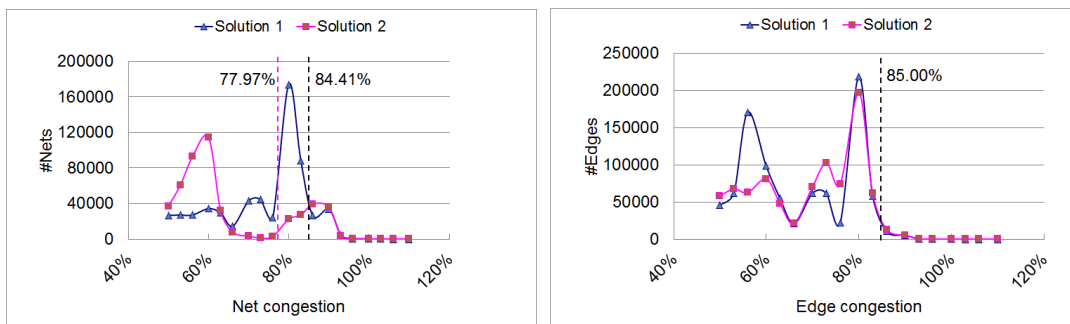 Solution 1 Solution 2
200000
160000
120000
80000
40000
0
#Nets
77.97% 84.41%
40% 60% 80% 100% 120%
Net congestion
Solution 1 Solution 2
250000
200000
150000
100000
50000
0
#Edges
85.00%
40% 60% 80% 100% 120%
Edge congestion